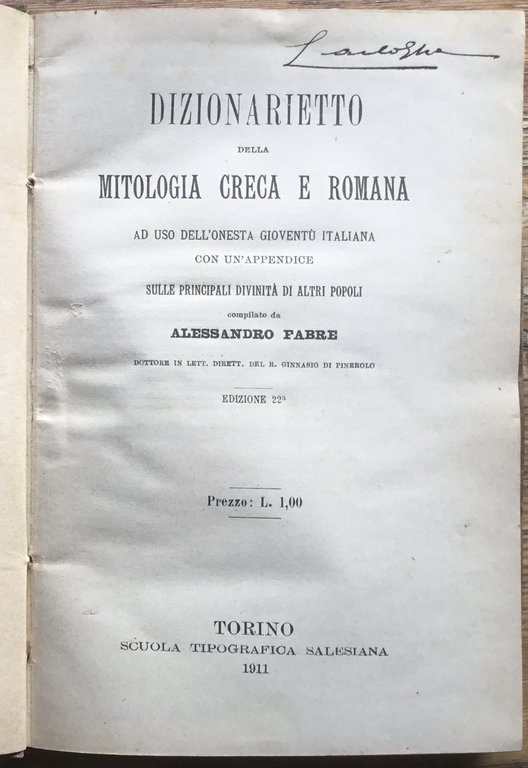 DIZIONARIETTO
DELLA
MITOLOGIA GRECA E ROMANA
AD USO DELL'ONESTA GIOVENTÙ ITALIANA
CON UN'APPENDICE
SULLE PRINCIPALI DIVINITÀ DI ALTRI POPOLI
compilato da
ALESSANDRO FABRE
DOTTORE IN LETT. DIRETT. DEL R. GINNASIO DI PINEROLO
EDIZIONE 22ª
Prezzo: L. 1,00
TORINO
SCUOLA TIPOGRAFICA SALESIANA
1911